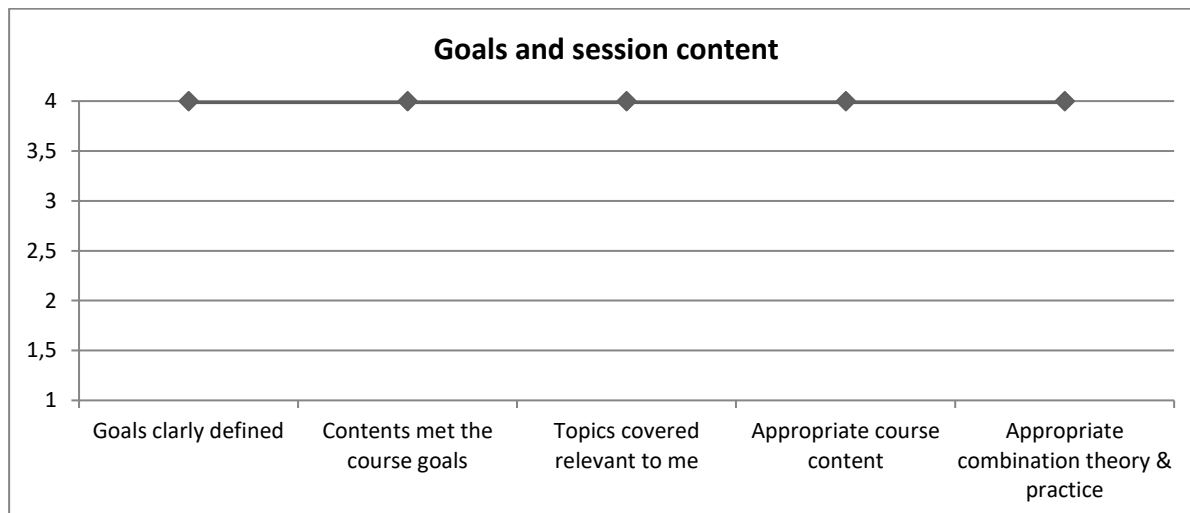 Goals and session content
4
3,5
3
2,5
2
1,5
1
Goals clarly defined
Contents met the
course goals
Topics covered
relevant to me
Appropriate course
content
Appropriate
combination theory &
practice